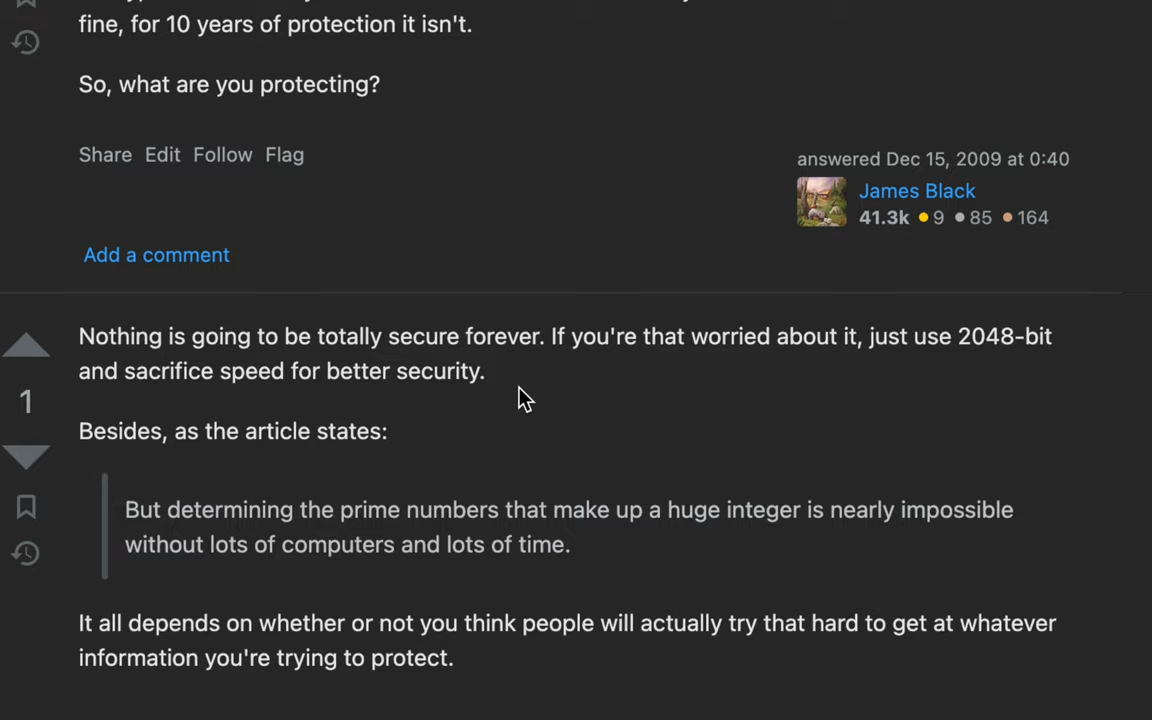 fine, for 10 years of protection it isn't.
So, what are you protecting?
Share Edit Follow Flag
answered Dec 15, 2009 at 0:40
James Black
41.3k 9 85 164
Add a comment
Nothing is going to be totally secure forever. If you're that worried about it, just use 2048-bit
and sacrifice speed for better security.
1
Besides, as the article states:
But determining the prime numbers that make up a huge integer is nearly impossible
without lots of computers and lots of time.
It all depends on whether or not you think people will actually try that hard to get at whatever
information you're trying to protect.